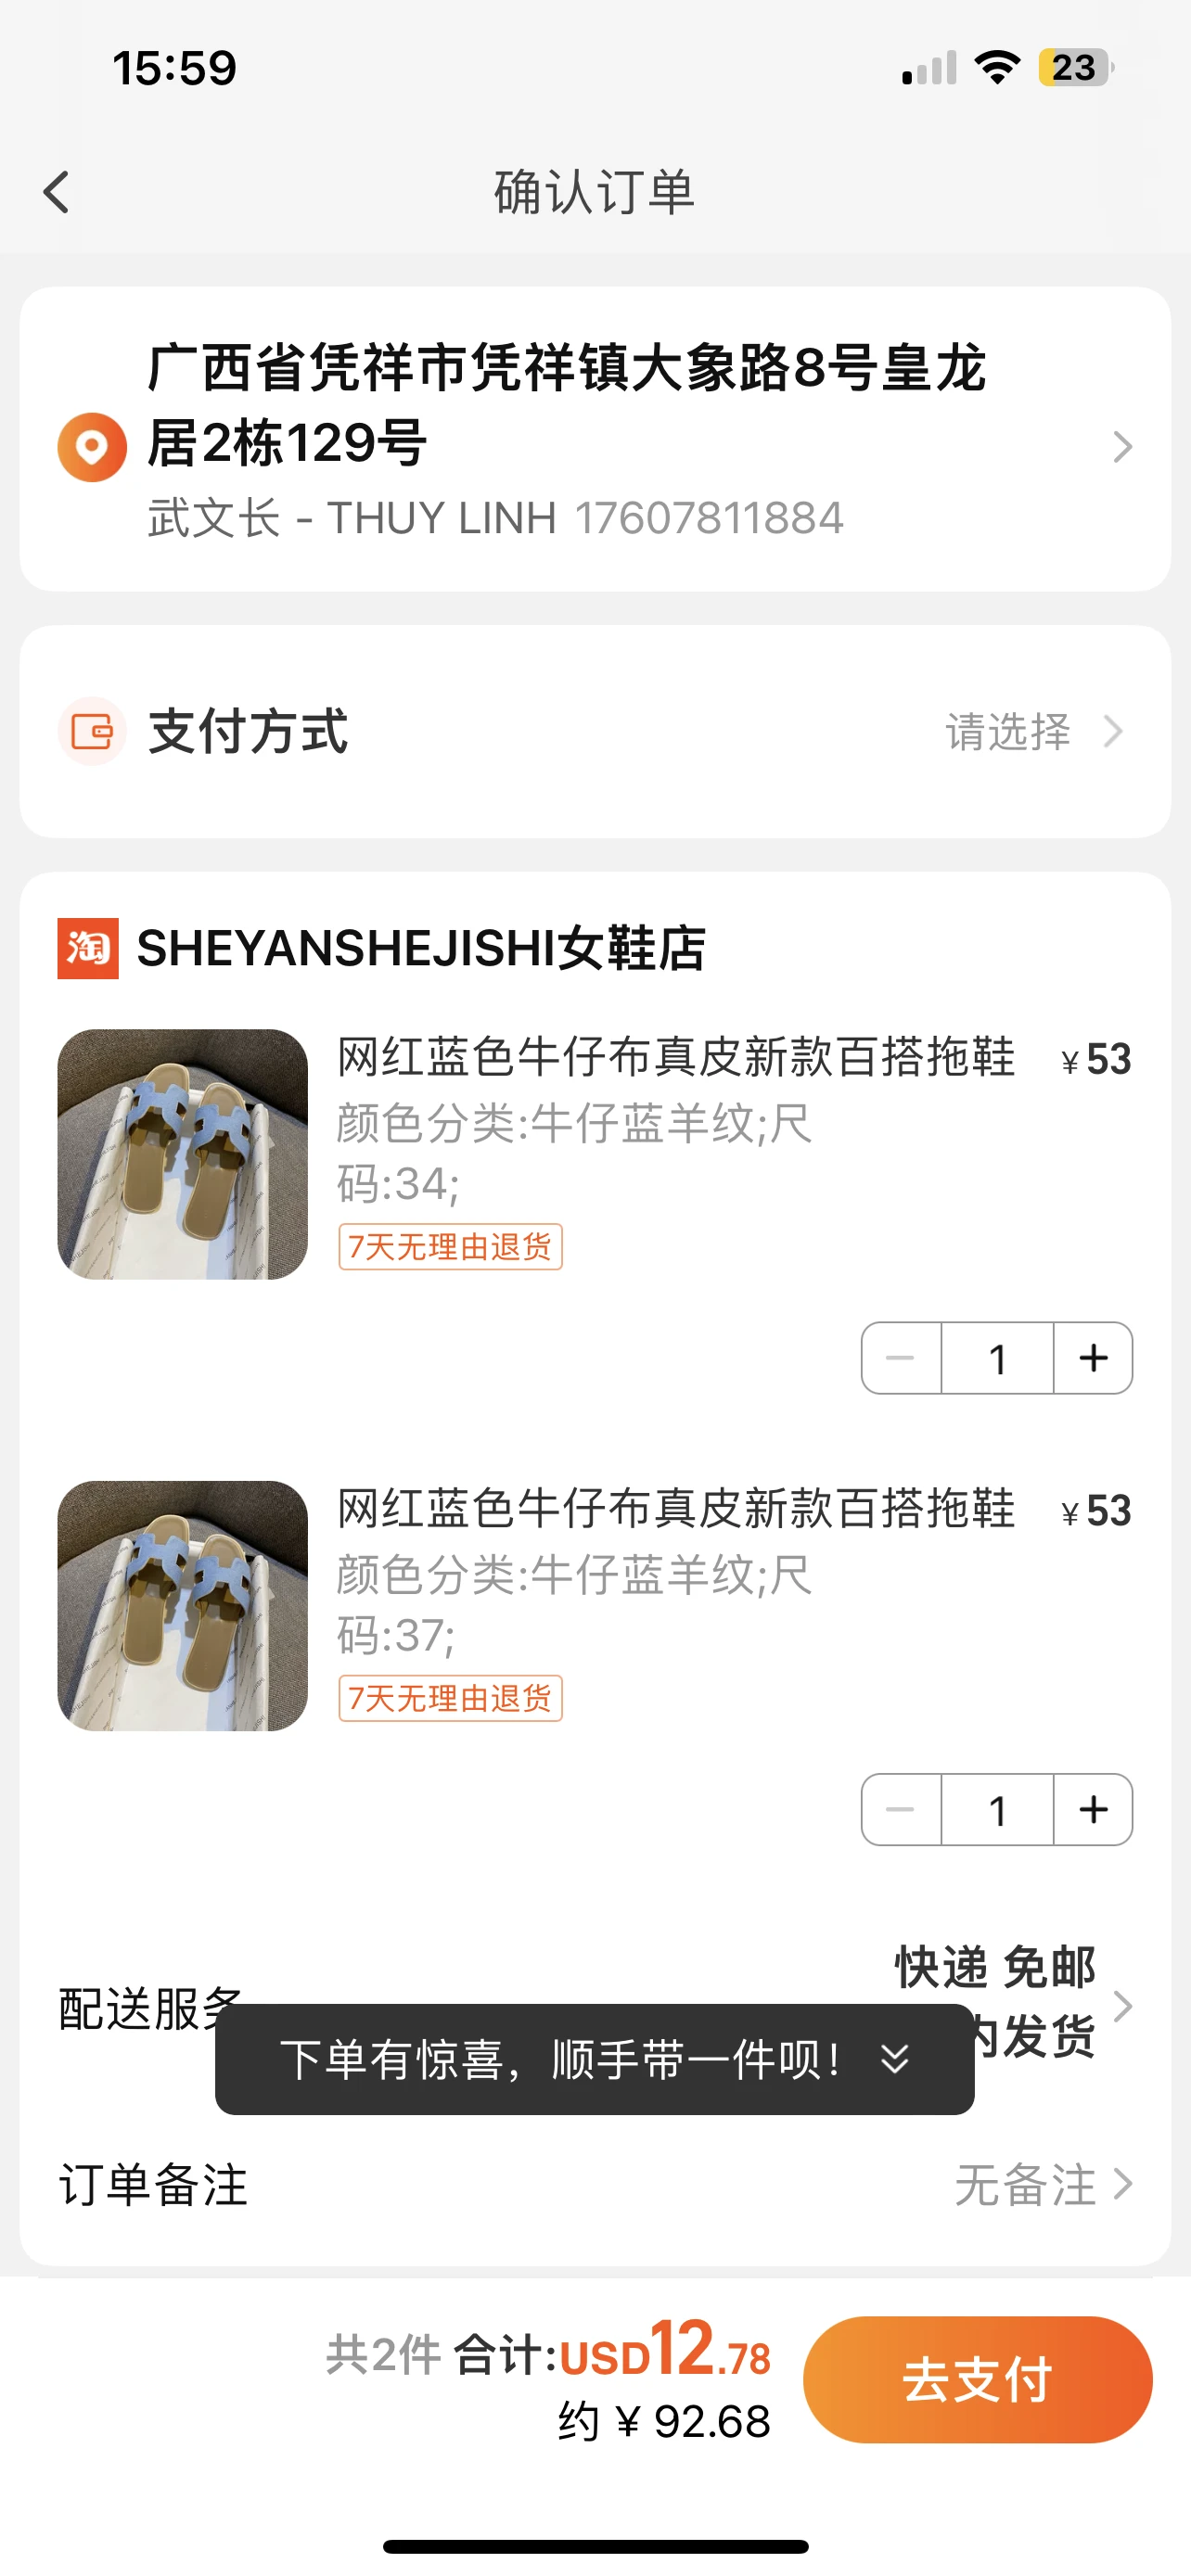 15:59
23
确认订单
广西省凭祥市凭祥镇大象路8号皇龙
居2栋129号
武文长 - THUY LINH 17607811884
支付方式 请选择
淘 SHEYANSHEJISHI女鞋店
网红蓝色牛仔布真皮新款百搭拖鞋 ¥53
颜色分类:牛仔蓝羊纹;尺
码:34;
7天无理由退货
1
网红蓝色牛仔布真皮新款百搭拖鞋 ¥53
颜色分类:牛仔蓝羊纹;尺
码:37;
7天无理由退货
1
快递 免邮
配送服务
内发货
下单有惊喜，顺手带一件呗！
订单备注 无备注
共2件 合计:USD12.78
约 ¥ 92.68
去支付